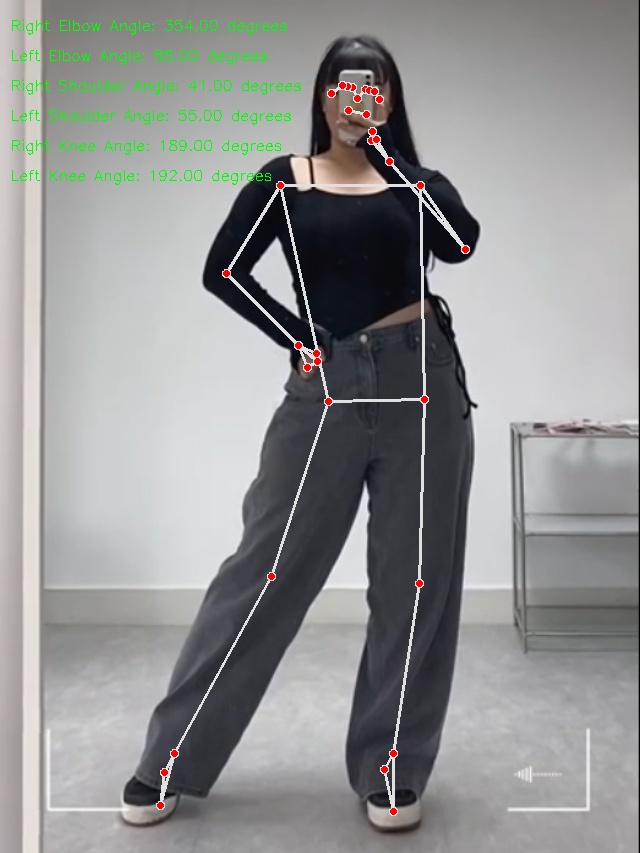 Right Elbow Angle: 354.00 degrees
Left Elbow Angle: 86.00 degrees
Right Shoulder Angle: 41.00 degrees
Left Shoulder Angle: 55.00 degrees
Right Knee Angle: 189.00 degrees
Left Knee Angle: 192.00 degrees